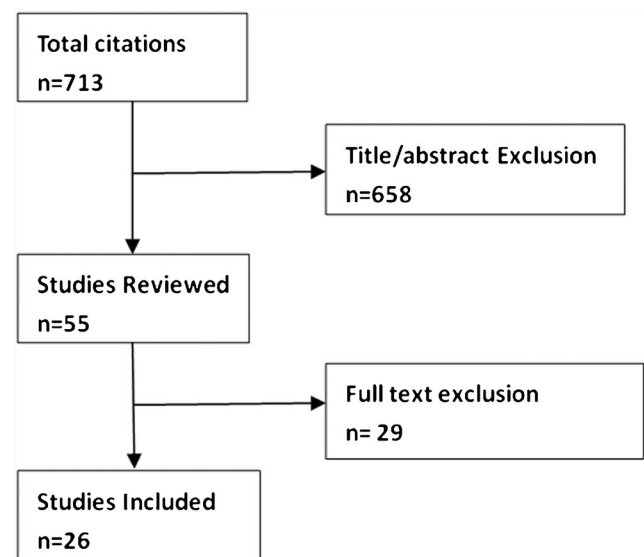 Total citations
n=713
Title/abstract Exclusion
n=658
Studies Reviewed
n=55
Full text exclusion
n= 29
Studies Included
n=26